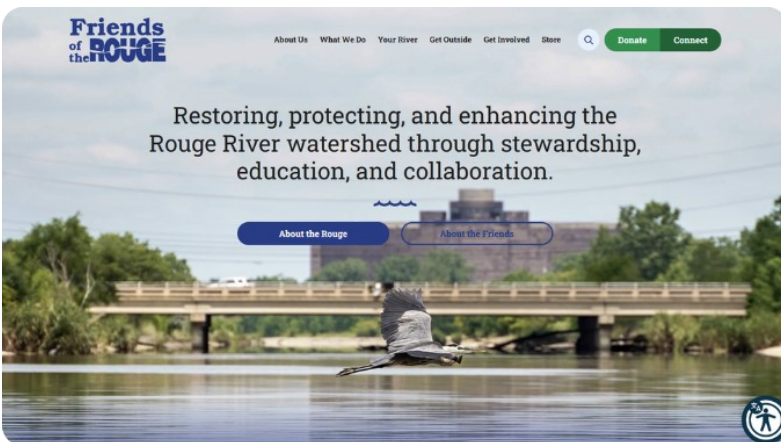 Friends
of
the ROUGE
About Us What We Do Your River Get Outside Get Involved Store Donate Connect
Restoring, protecting, and enhancing the
Rouge River watershed through stewardship,
education, and collaboration.
About the Rouge About the Friends